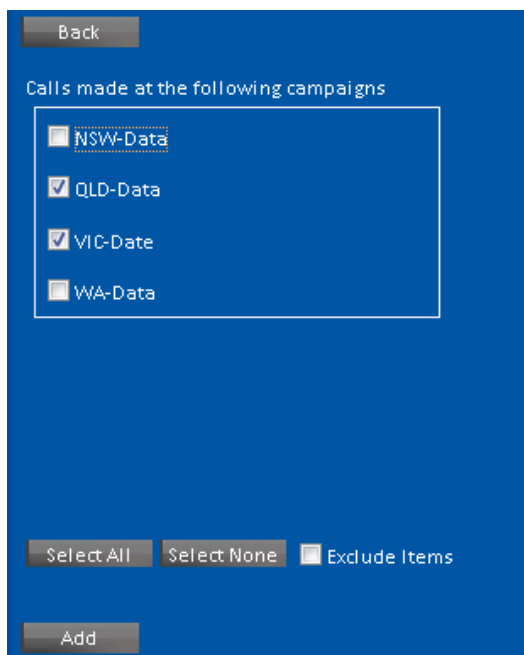 Back
Calls made at the following campaigns
NSW-Data
QLD-Data
VIC-Date
WA-Data
Select All Select None Exclude Items
Add